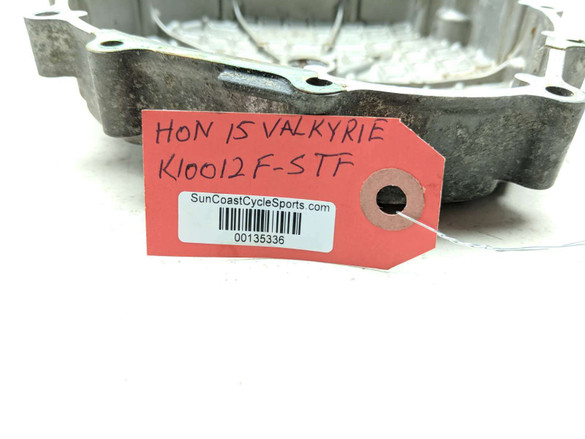 HON 15 VALKYRIE
K10012F-STF
SunCoastCycleSports.com
00135336